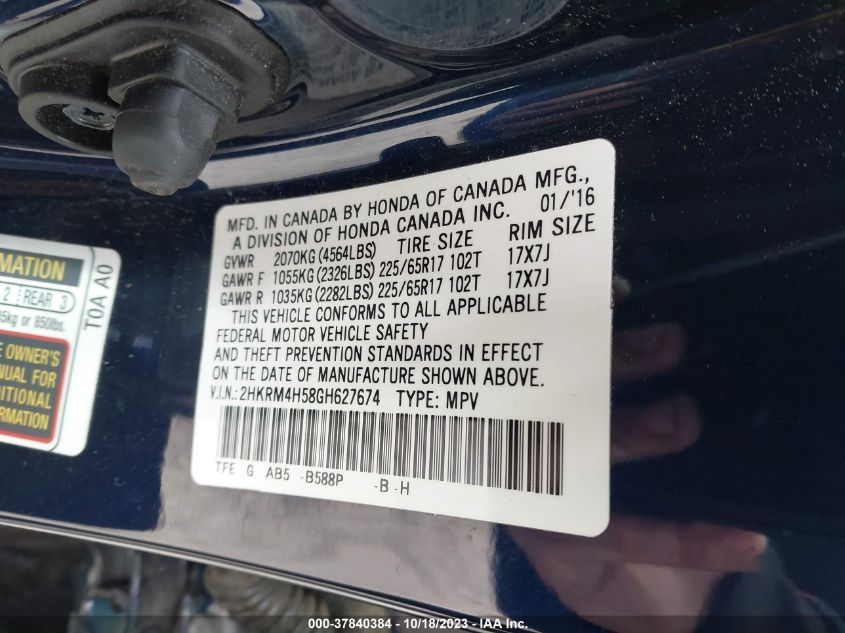 MFD. IN CANADA BY HONDA OF CANADA MFG.,
A DIVISION OF HONDA CANADA INC. 01/'16
GVWR 2070KG (4564LBS) TIRE SIZE RIM SIZE
GAWR F 1055KG (2326LBS) 225/65R17 102T 17X7J
GAWR R 1035KG (2282LBS) 225/65R17 102T 17X7J
THIS VEHICLE CONFORMS TO ALL APPLICABLE
FEDERAL MOTOR VEHICLE SAFETY
AND THEFT PREVENTION STANDARDS IN EFFECT
ON THE DATE OF MANUFACTURE SHOWN ABOVE.
V.I.N.: 2HKRM4H58GH627674 TYPE: MPV
TFE G AB5 -B588P -B -H
2 REAR 3
or 850lbs.
OWNER'S
FOR
T0A A0
000-37840384 - 10/18/2023 - IAA Inc.